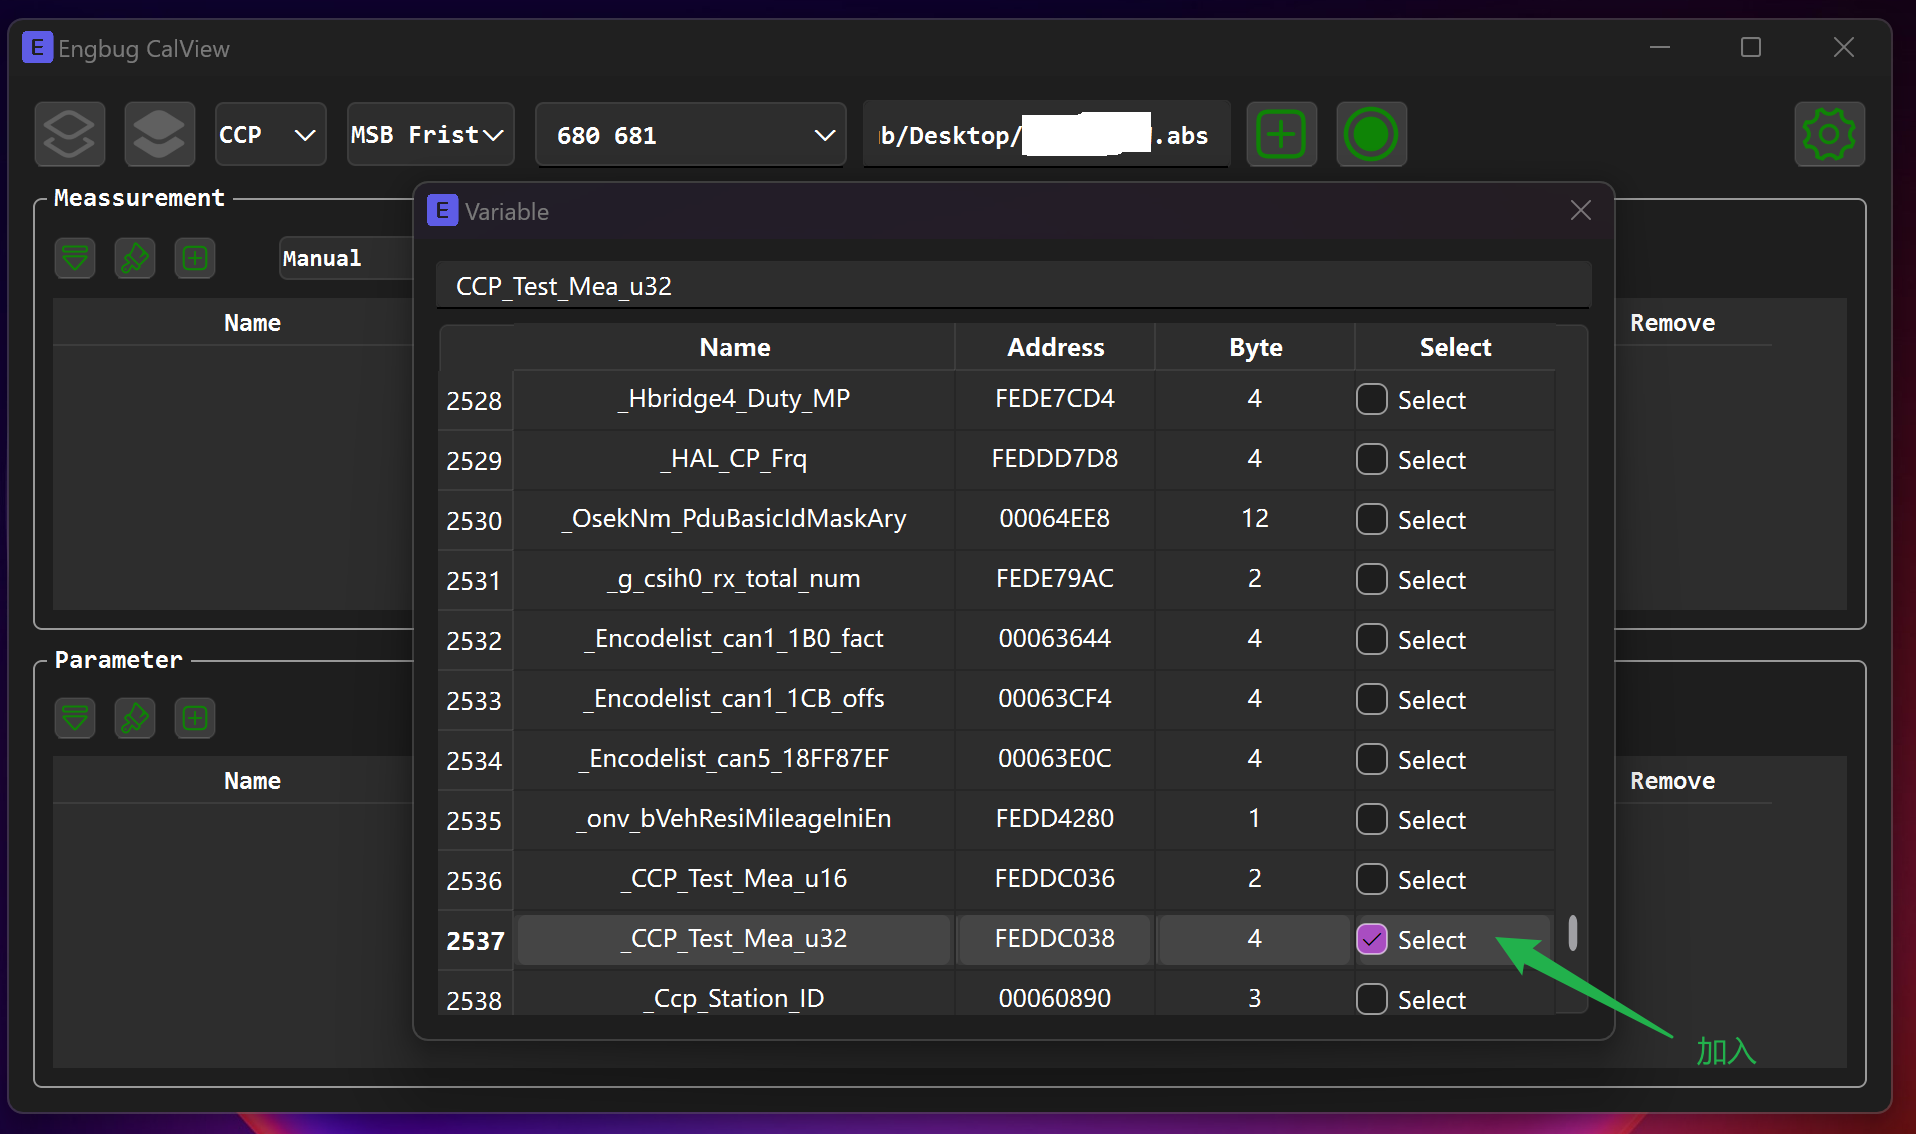 E Engbug CalView
CCP MSB Frist 680 681 b/Desktop/ .abs
Meassurement
Manual
Name Remove
Parameter
Name Remove
E Variable
CCP_Test_Mea_u32
Name Address Byte Select
2528 _Hbridge4_Duty_MP FEDE7CD4 4 Select
2529 _HAL_CP_Frq FEDDD7D8 4 Select
2530 _OsekNm_PduBasicIdMaskAry 00064EE8 12 Select
2531 _g_csih0_rx_total_num FEDE79AC 2 Select
2532 _Encodelist_can1_1B0_fact 00063644 4 Select
2533 _Encodelist_can1_1CB_offs 00063CF4 4 Select
2534 _Encodelist_can5_18FF87EF 00063E0C 4 Select
2535 _onv_bVehResiMileageIniEn FEDD4280 1 Select
2536 _CCP_Test_Mea_u16 FEDDC036 2 Select
2537 _CCP_Test_Mea_u32 FEDDC038 4 Select
2538 _Ccp_Station_ID 00060890 3 Select
加入